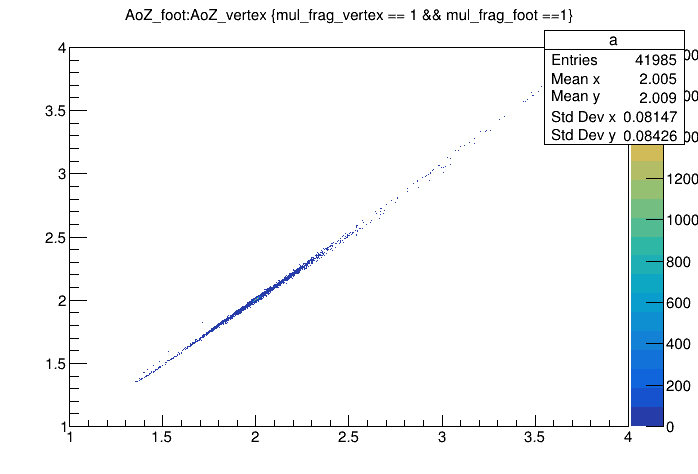 AoZ_foot:AoZ_vertex {mul_frag_vertex == 1 && mul_frag_foot ==1}
a
Entries 41985
Mean x 2.005
Mean y 2.009
Std Dev x 0.08147
Std Dev y 0.08426
4
3.5
3
2.5
2
1.5
1
1 1.5 2 2.5 3 3.5 4
1200
1000
800
600
400
200
0